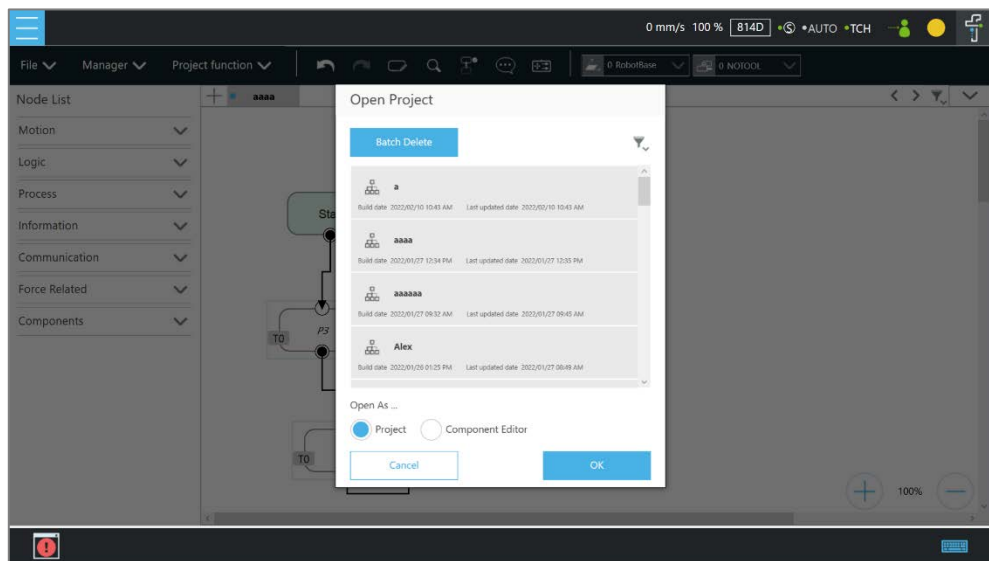 0 mm/s 100 % 814D •Ⓢ •AUTO •TCH
File Manager Project function 0 RobotBase 0 NOTOOL
Node List
aaaa
Motion
Logic
Process
Information
Communication
Force Related
Components
Sta
P3
T0
T0
Open Project
Batch Delete
a
Build date 2022/02/10 10:43 AM Last updated date 2022/02/10 10:43 AM
aaaa
Build date 2022/01/27 12:34 PM Last updated date 2022/01/27 12:35 PM
aaaaaa
Build date 2022/01/27 09:32 AM Last updated date 2022/01/27 09:45 AM
Alex
Build date 2022/01/26 01:25 PM Last updated date 2022/01/27 08:49 AM
Open As ...
Project Component Editor
Cancel OK
100%